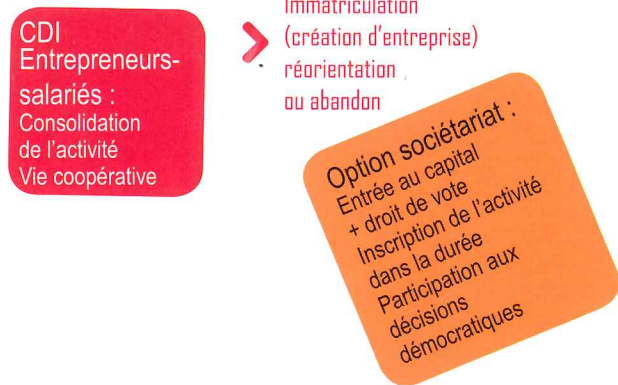 CDI
Entrepreneurs-
salariés :
Consolidation
de l'activité
Vie coopérative
Immatriculation
(création d'entreprise)
réorientation
ou abandon
Option sociétariat :
Entrée au capital
+ droit de vote
Inscription de l'activité
dans la durée
Participation aux
décisions
démocratiques